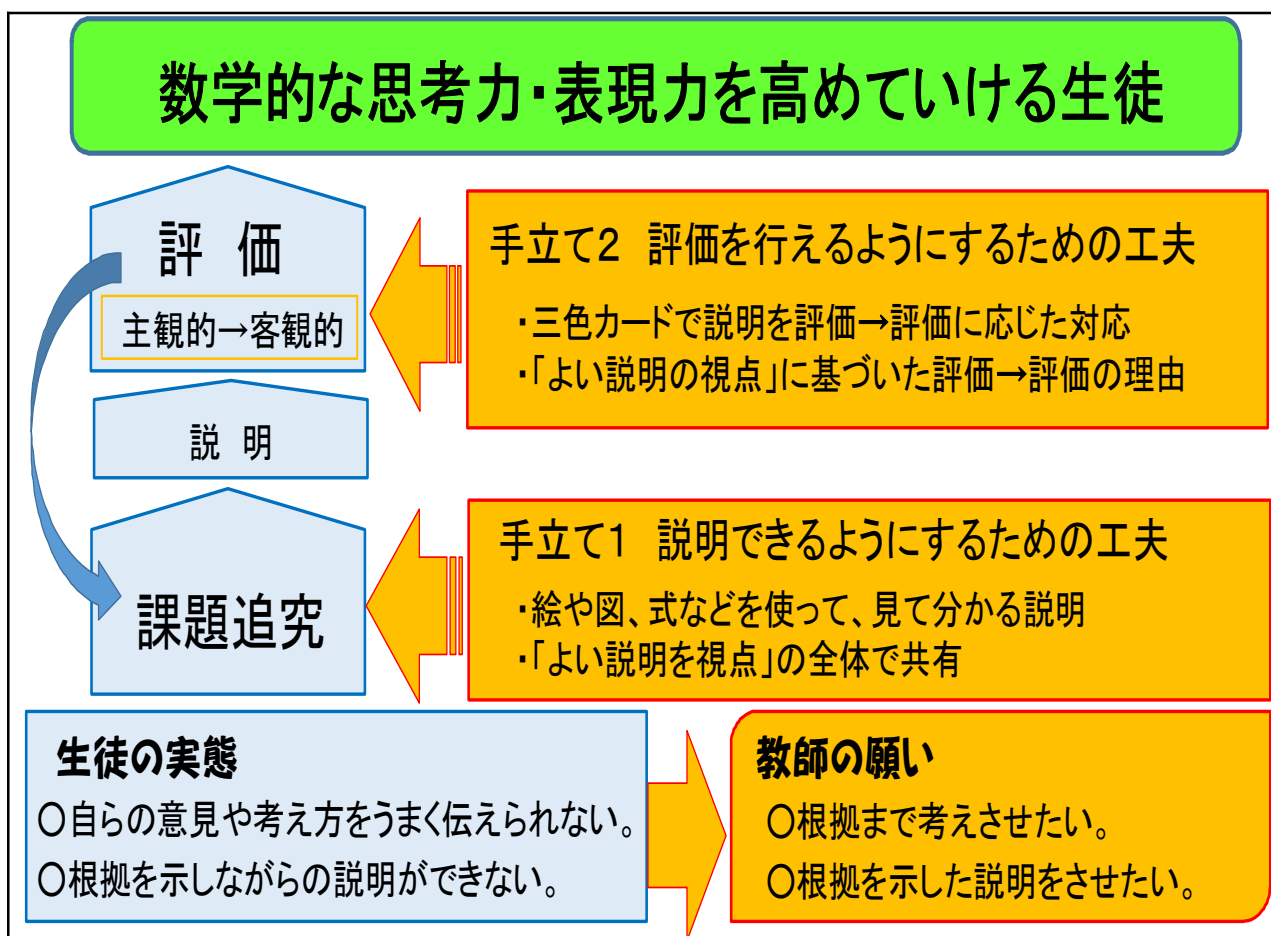 数学的な思考力・表現力を高めていける生徒
評　価
主観的→客観的
手立て２　評価を行えるようにするための工夫
・三色カードで説明を評価→評価に応じた対応
・「よい説明の視点」に基づいた評価→評価の理由
説　明
課題追究
手立て１　説明できるようにするための工夫
・絵や図、式などを使って、見て分かる説明
・「よい説明を視点」の全体で共有
生徒の実態
〇自らの意見や考え方をうまく伝えられない。
〇根拠を示しながらの説明ができない。
教師の願い
〇根拠まで考えさせたい。
〇根拠を示した説明をさせたい。